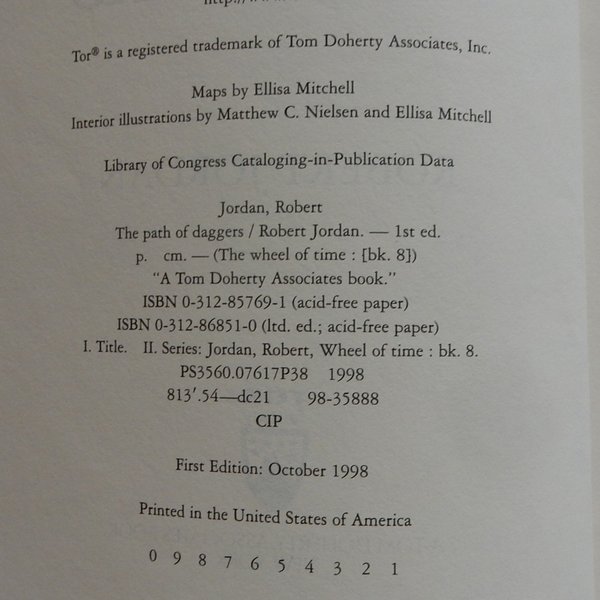 Tor® is a registered trademark of Tom Doherty Associates, Inc.
Maps by Ellisa Mitchell
Interior illustrations by Matthew C. Nielsen and Ellisa Mitchell
Library of Congress Cataloging-in-Publication Data
Jordan, Robert
The path of daggers / Robert Jordan. — 1st ed.
p. cm. — (The wheel of time : [bk. 8])
"A Tom Doherty Associates book."
ISBN 0-312-85769-1 (acid-free paper)
ISBN 0-312-86851-0 (ltd. ed.; acid-free paper)
I. Title. II. Series: Jordan, Robert, Wheel of time : bk. 8.
PS3560.07617P38 1998
813′.54—dc21 98-35888
CIP
First Edition: October 1998
Printed in the United States of America
0 9 8 7 6 5 4 3 2 1